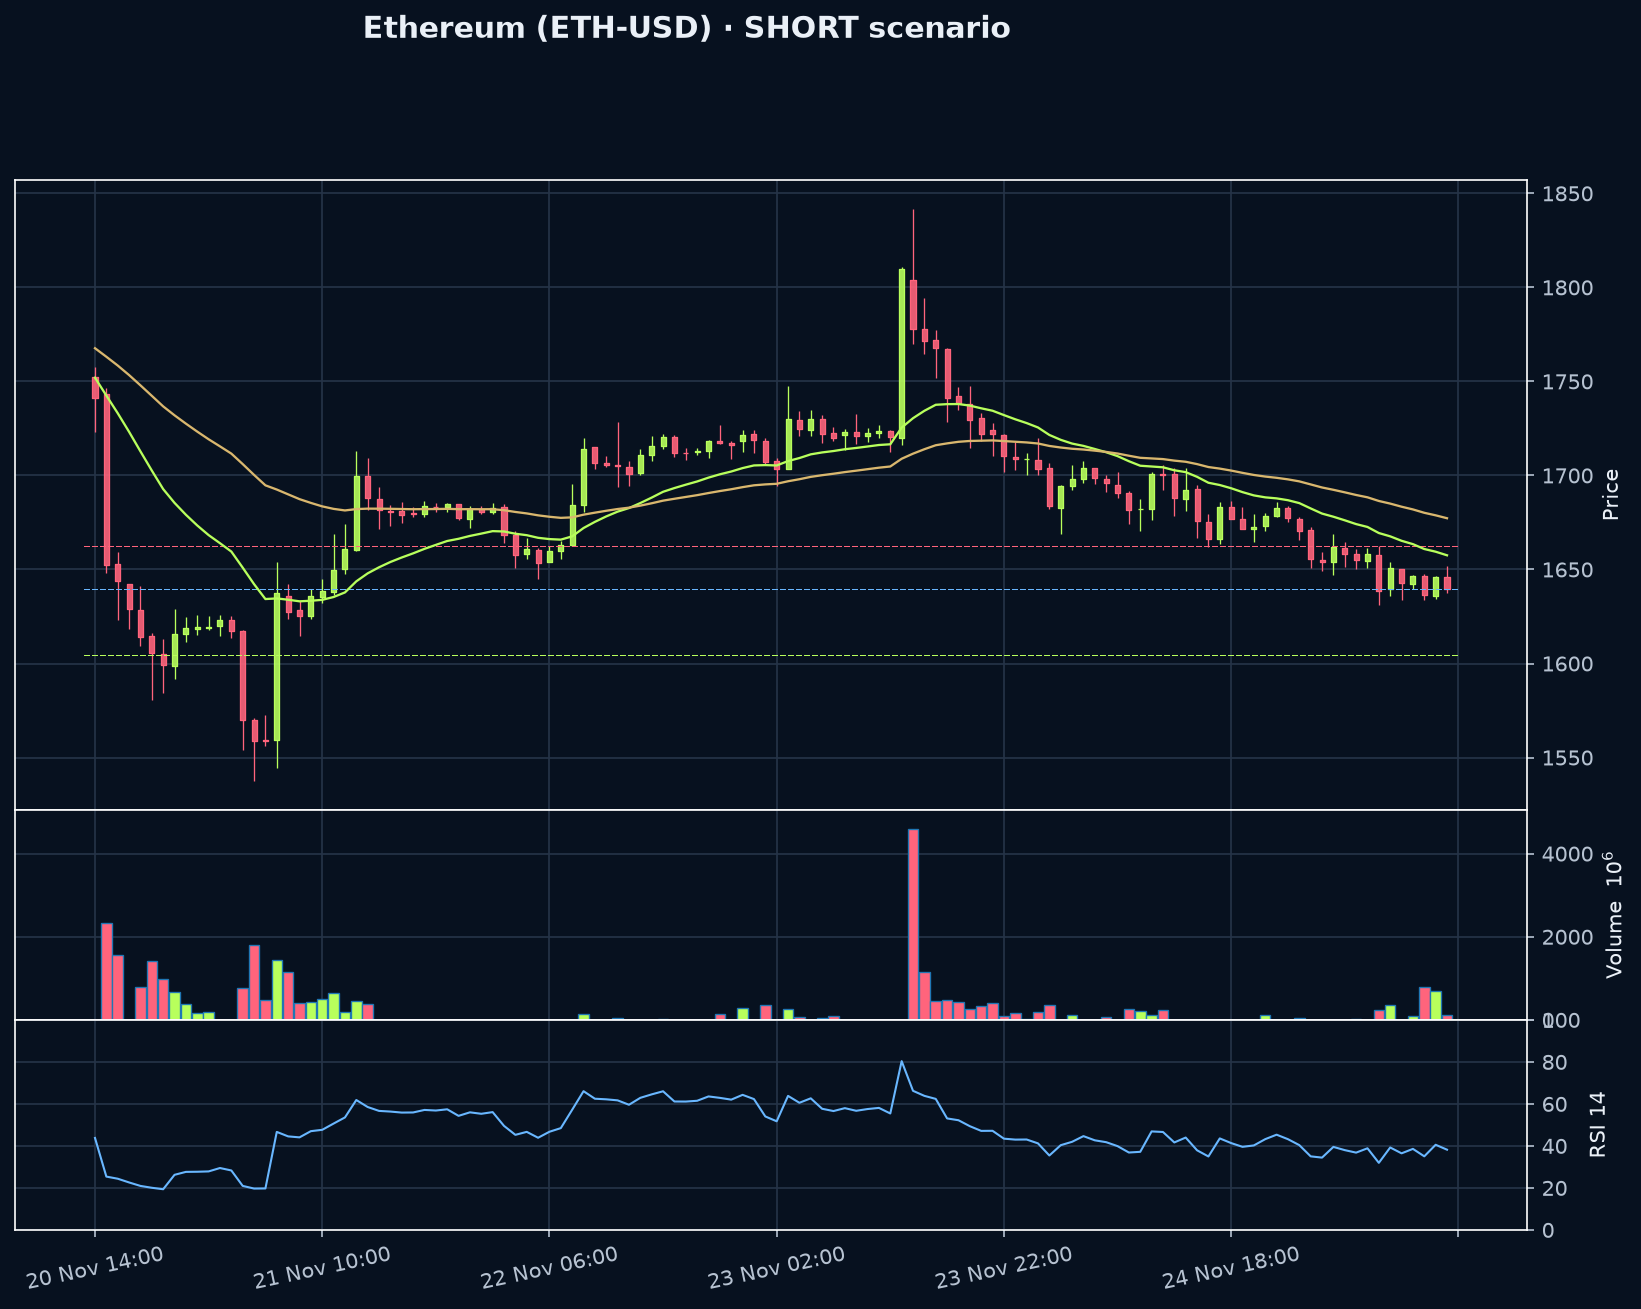 Ethereum (ETH-USD) · SHORT scenario
1850
1800
1750
1700
1650
1600
1550
Price
4000
2000
0
Volume 10⁶
100
80
60
40
20
0
RSI 14
20 Nov 14:00
21 Nov 10:00
22 Nov 06:00
23 Nov 02:00
23 Nov 22:00
24 Nov 18:00